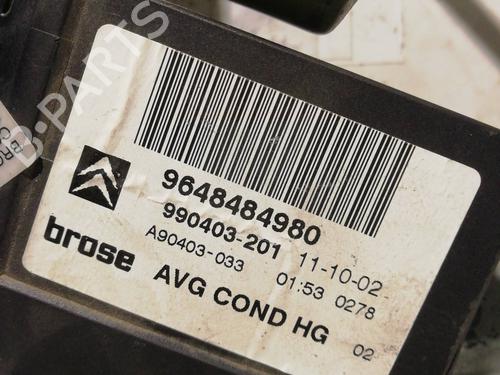 B-PARTS
9648484980
990403-201 11-10-02
A90403-033 01:53 0278
brose AVG COND HG 02